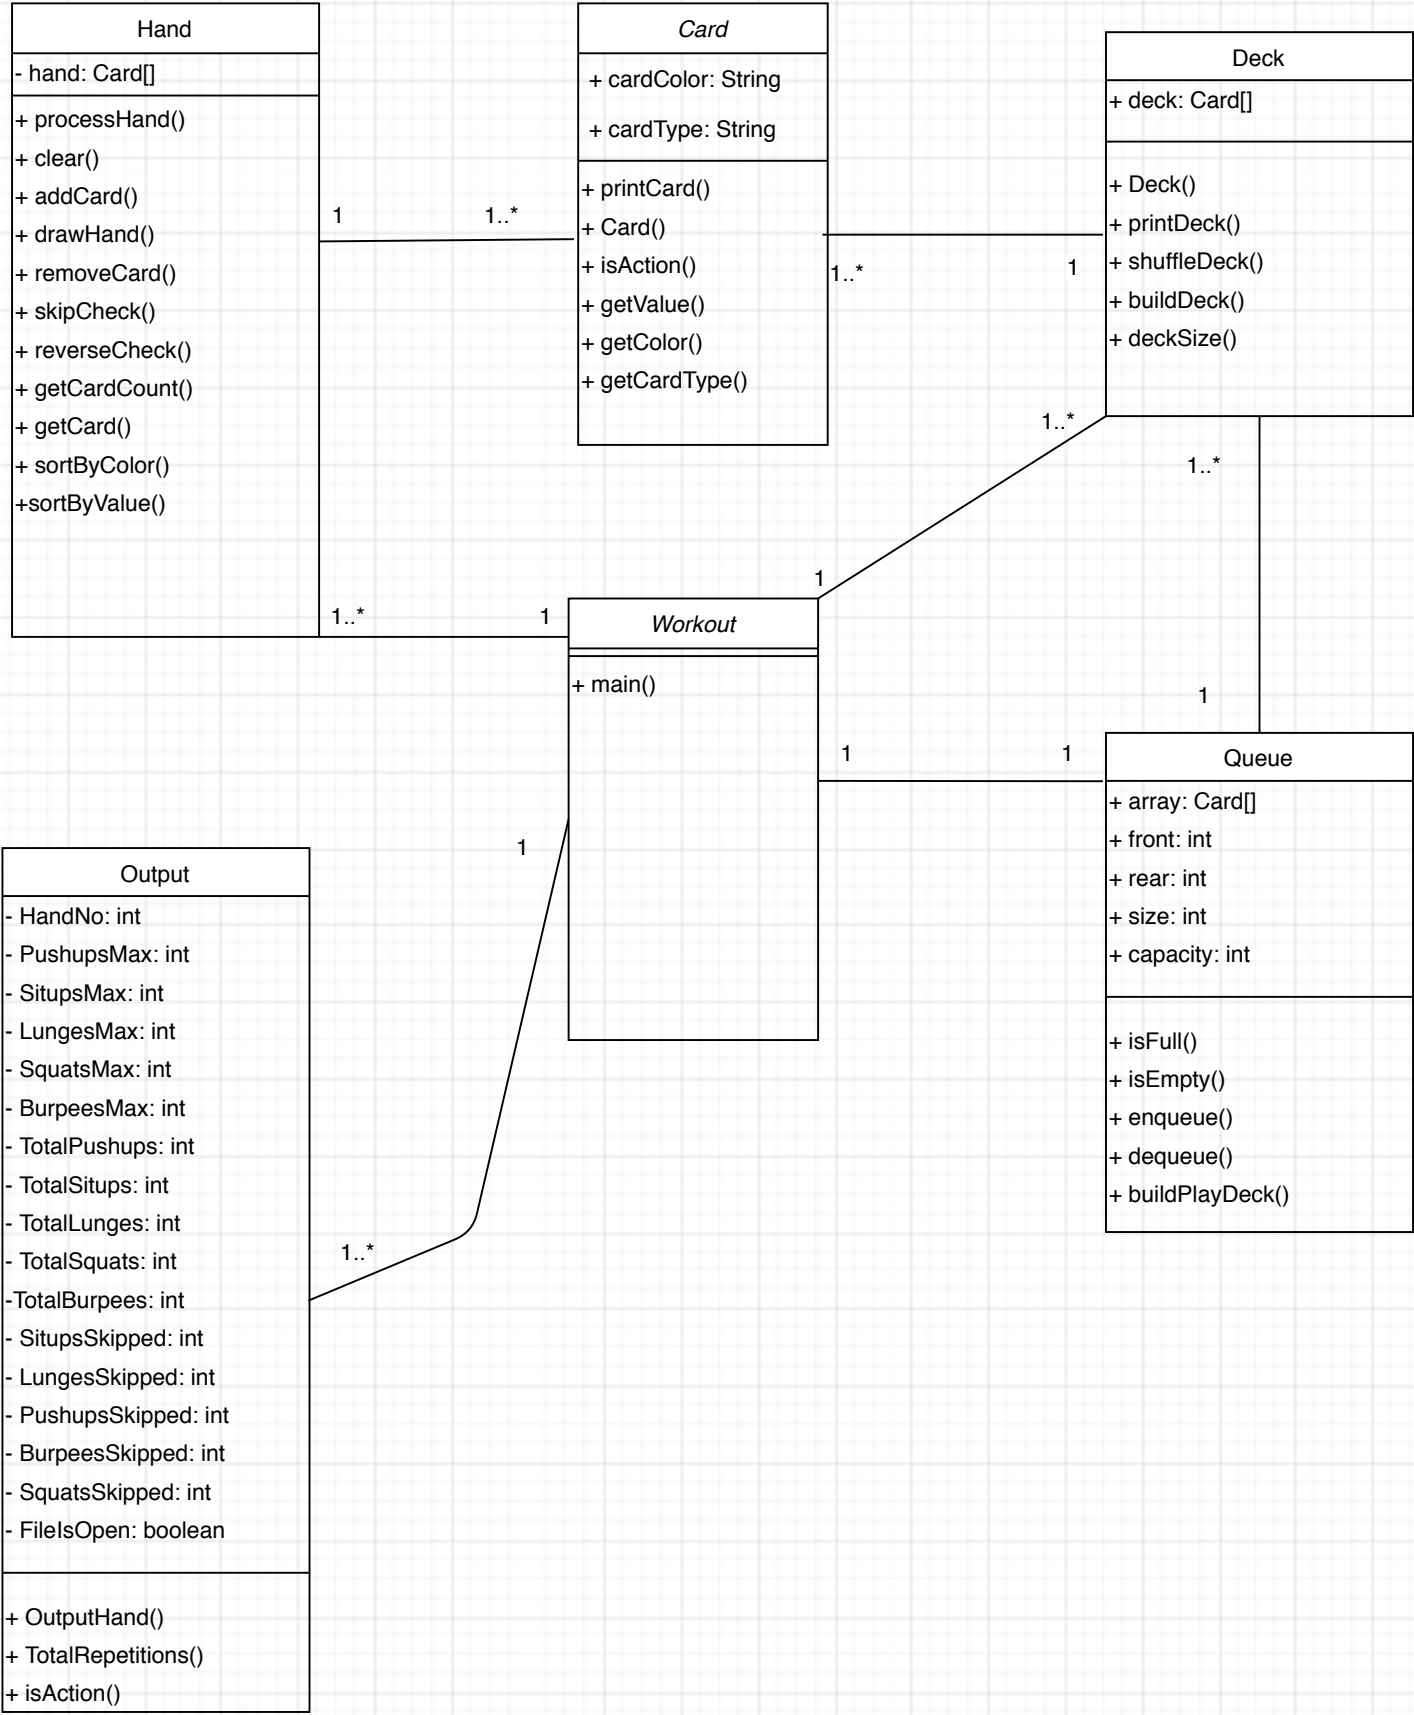 Hand
- hand: Card[]
+ processHand()
+ clear()
+ addCard()
+ drawHand()
+ removeCard()
+ skipCheck()
+ reverseCheck()
+ getCardCount()
+ getCard()
+ sortByColor()
+sortByValue()
1
1..*
Card
+ cardColor: String
+ cardType: String
+ printCard()
+ Card()
+ isAction()
+ getValue()
+ getColor()
+ getCardType()
1..*
1
Deck
+ deck: Card[]
+ Deck()
+ printDeck()
+ shuffleDeck()
+ buildDeck()
+ deckSize()
1..*
1
1..*
1
1..*
1
Workout
+ main()
1
1
Queue
+ array: Card[]
+ front: int
+ rear: int
+ size: int
+ capacity: int
+ isFull()
+ isEmpty()
+ enqueue()
+ dequeue()
+ buildPlayDeck()
1
1..*
Output
- HandNo: int
- PushupsMax: int
- SitupsMax: int
- LungesMax: int
- SquatsMax: int
- BurpeesMax: int
- TotalPushups: int
- TotalSitups: int
- TotalLunges: int
- TotalSquats: int
-TotalBurpees: int
- SitupsSkipped: int
- LungesSkipped: int
- PushupsSkipped: int
- BurpeesSkipped: int
- SquatsSkipped: int
- FileIsOpen: boolean
+ OutputHand()
+ TotalRepetitions()
+ isAction()